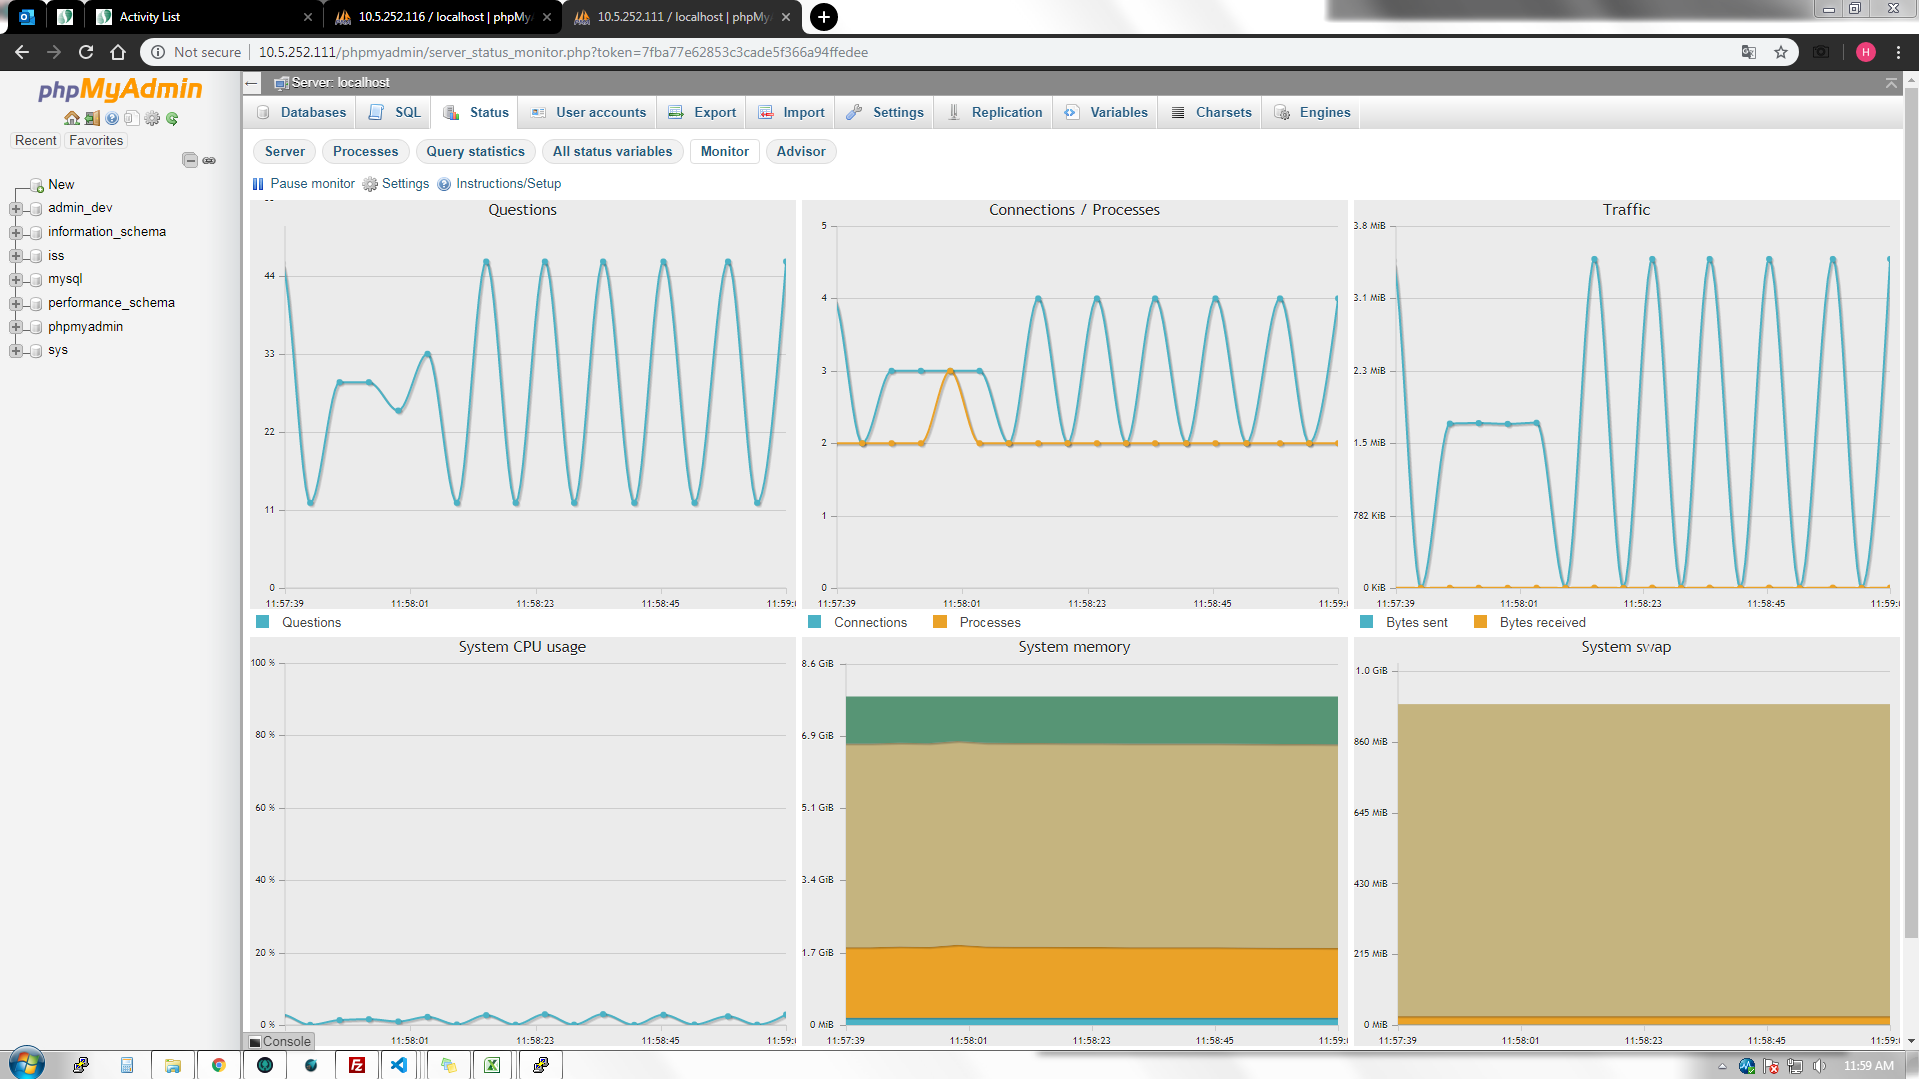 Activity List
10.5.252.116 / localhost | phpMy
10.5.252.111 / localhost | phpMy
Not secure
10.5.252.111/phpmyadmin/server_status_monitor.php?token=7fba77e62853c3cade5f366a94ffedee
H
phpMyAdmin
Recent
Favorites
New
admin_dev
information_schema
iss
mysql
performance_schema
phpmyadmin
sys
Server: localhost
Databases
SQL
Status
User accounts
Export
Import
Settings
Replication
Variables
Charsets
Engines
Server
Processes
Query statistics
All status variables
Monitor
Advisor
Pause monitor
Settings
Instructions/Setup
Questions
44
33
22
11
0
11:57:39
11:58:01
11:58:23
11:58:45
11:59:
Questions
Connections / Processes
5
4
3
2
1
0
11:57:39
11:58:01
11:58:23
11:58:45
11:59:
Connections
Processes
Traffic
3.8 MiB
3.1 MiB
2.3 MiB
1.5 MiB
782 KiB
0 KiB
11:57:39
11:58:01
11:58:23
11:58:45
11:59:
Bytes sent
Bytes received
System CPU usage
100 %
80 %
60 %
40 %
20 %
0 %
11:58:01
11:58:23
11:58:45
11:59:
System memory
8.6 GiB
6.9 GiB
5.1 GiB
3.4 GiB
1.7 GiB
0 MiB
11:57:39
11:58:01
11:58:23
11:58:45
11:59:
System swap
1.0 GiB
860 MiB
645 MiB
430 MiB
215 MiB
0 MiB
11:57:39
11:58:01
11:58:23
11:58:45
11:59:
Console
11:59 AM